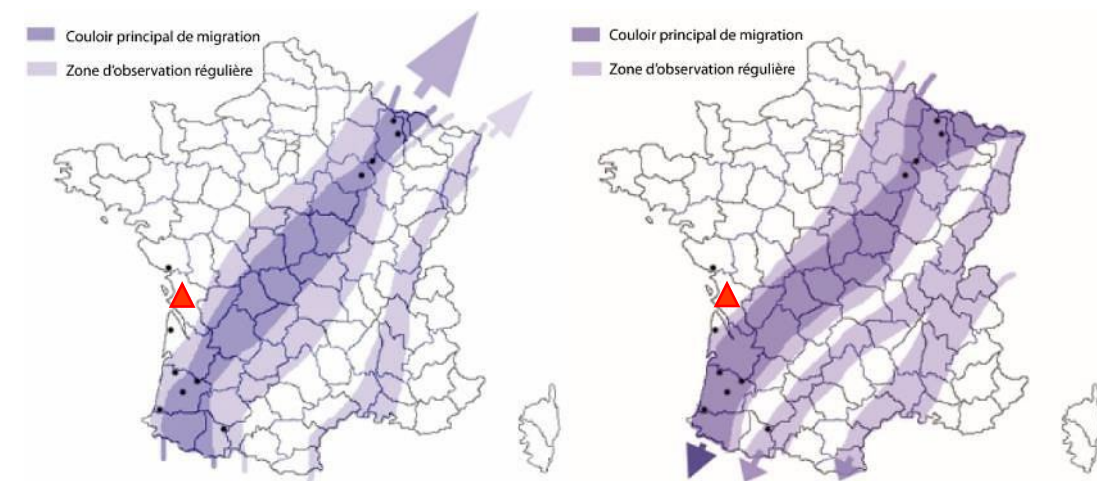 Couloir principal de migration
Zone d'observation régulière
Couloir principal de migration
Zone d'observation régulière